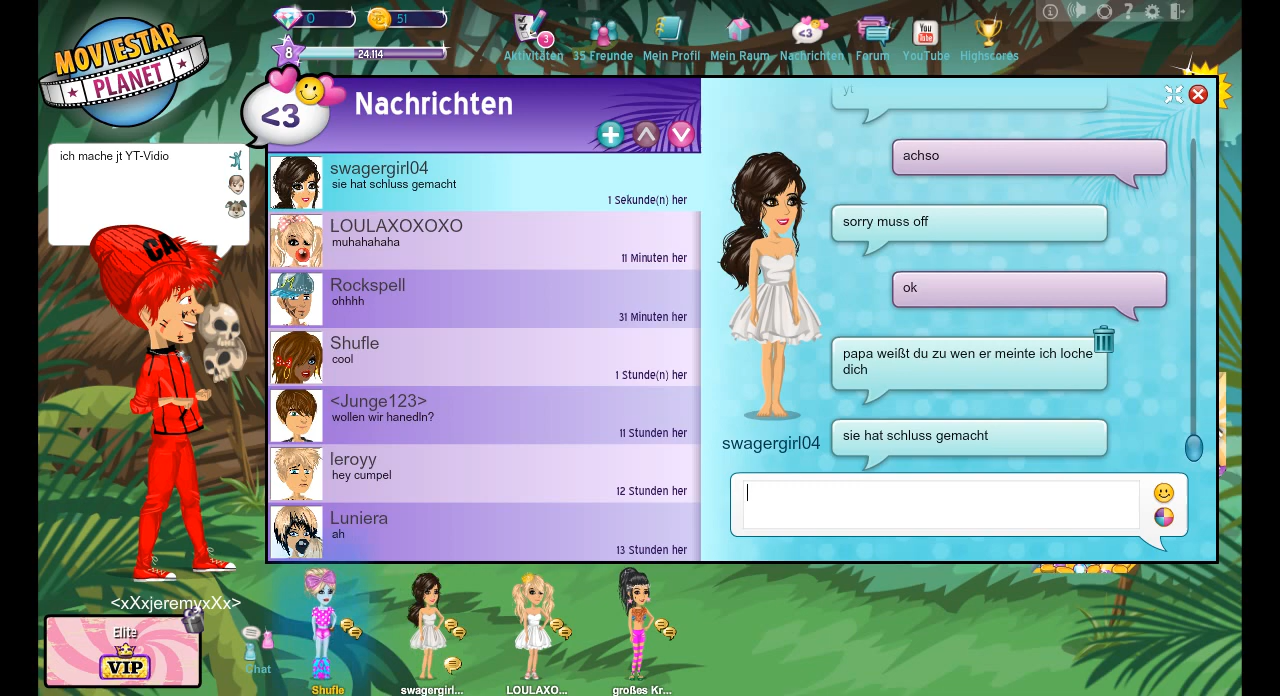 MOVIESTAR
PLANET
0
51
8
24.114
3
<3
You
Tube
Aktivitäten
35 Freunde
Mein Profil
Mein Raum
Nachrichten
Forum
YouTube
Highscores
ich mache jt YT-Vidio
CA
<3
Nachrichten
swagergirl04
sie hat schluss gemacht
1 Sekunde(n) her
LOULAXOXOXO
muhahahaha
11 Minuten her
Rockspell
ohhhh
31 Minuten her
Shufle
cool
1 Stunde(n) her
<Junge123>
wollen wir hanedln?
11 Stunden her
leroyy
hey cumpel
12 Stunden her
Luniera
ah
13 Stunden her
yt
achso
sorry muss off
ok
papa weißt du zu wen er meinte ich loche
dich
sie hat schluss gemacht
swagergirl04
<xXxjeremyxXx>
Elite
VIP
Chat
Shufle
swagergirl...
LOULAXO...
großes Kr...